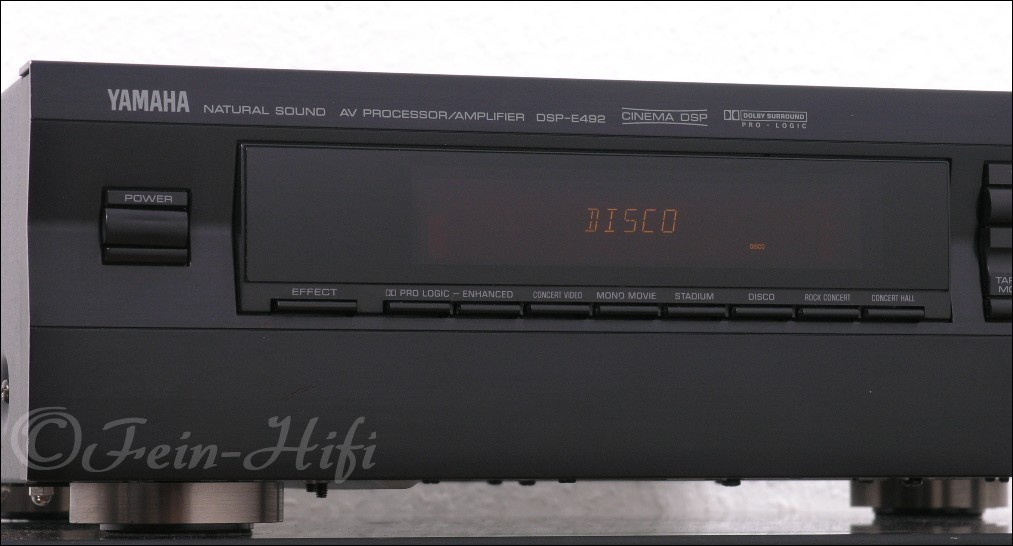 YAMAHA NATURAL SOUND AV PROCESSOR/AMPLIFIER DSP-E492 CINEMA DSP DOLBY SURROUND
PRO · LOGIC
POWER
DISCO
DISCO
EFFECT PRO LOGIC – ENHANCED CONCERT VIDEO MONO MOVIE STADIUM DISCO ROCK CONCERT CONCERT HALL
©Fein-Hifi